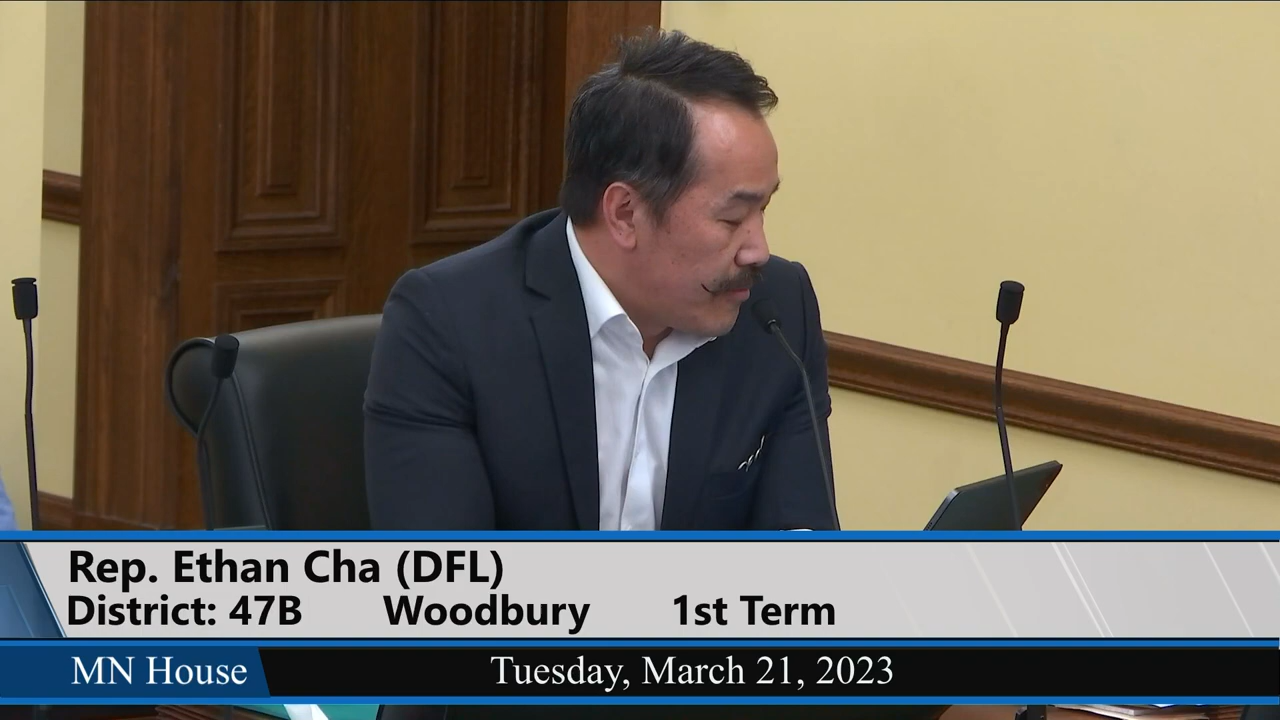 Rep. Ethan Cha (DFL)
District: 47B Woodbury 1st Term
MN House Tuesday, March 21, 2023